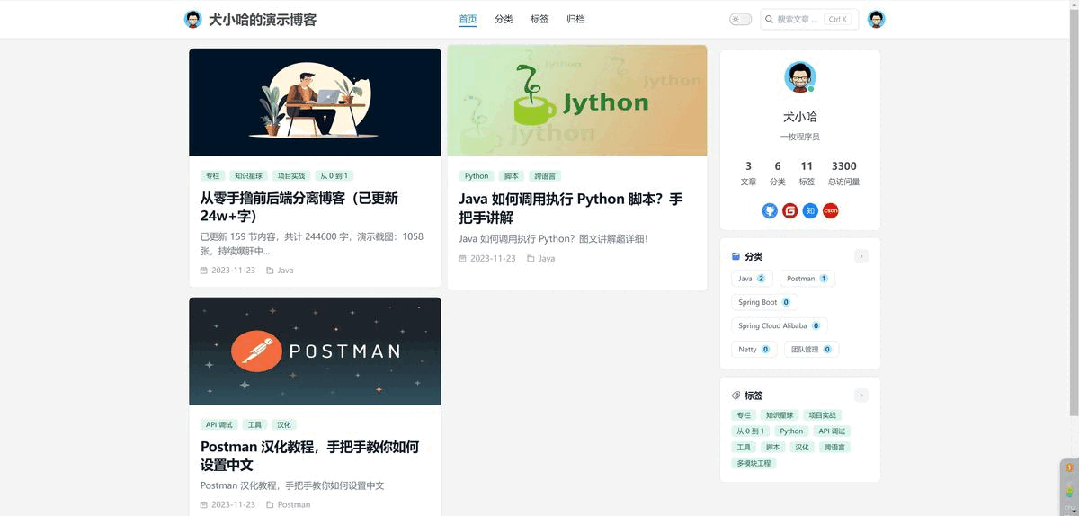 犬小哈的演示博客
首页 分类 标签 归档
搜索文章 ... Ctrl K
Jython
Jython
Jython
Jython
专栏 知识星球 项目实战 从 0 到 1
从零手撸前后端分离博客（已更新
24w+字）
已更新 159 节内容，共计 244600 字，演示截图：1058
张，持续爆肝中...
2023-11-23 Java
Python 脚本 跨语言
Java 如何调用执行 Python 脚本？手
把手讲解
Java 如何调用执行 Python？图文讲解超详细！
2023-11-23 Java
POSTMAN
API 调试 工具 汉化
Postman 汉化教程，手把手教你如何
设置中文
Postman 汉化教程，手把手教你如何设置中文
2023-11-23 Postman
犬小哈
一枚程序员
3 6 11 3300
文章 分类 标签 总访问量
知 CSDN
分类
Java 2 Postman 1
Spring Boot 0
Spring Cloud Alibaba 0
Netty 0 团队管理 0
标签
专栏 知识星球 项目实战
从 0 到 1 Python API 调试
工具 脚本 汉化 跨语言
多模块工程